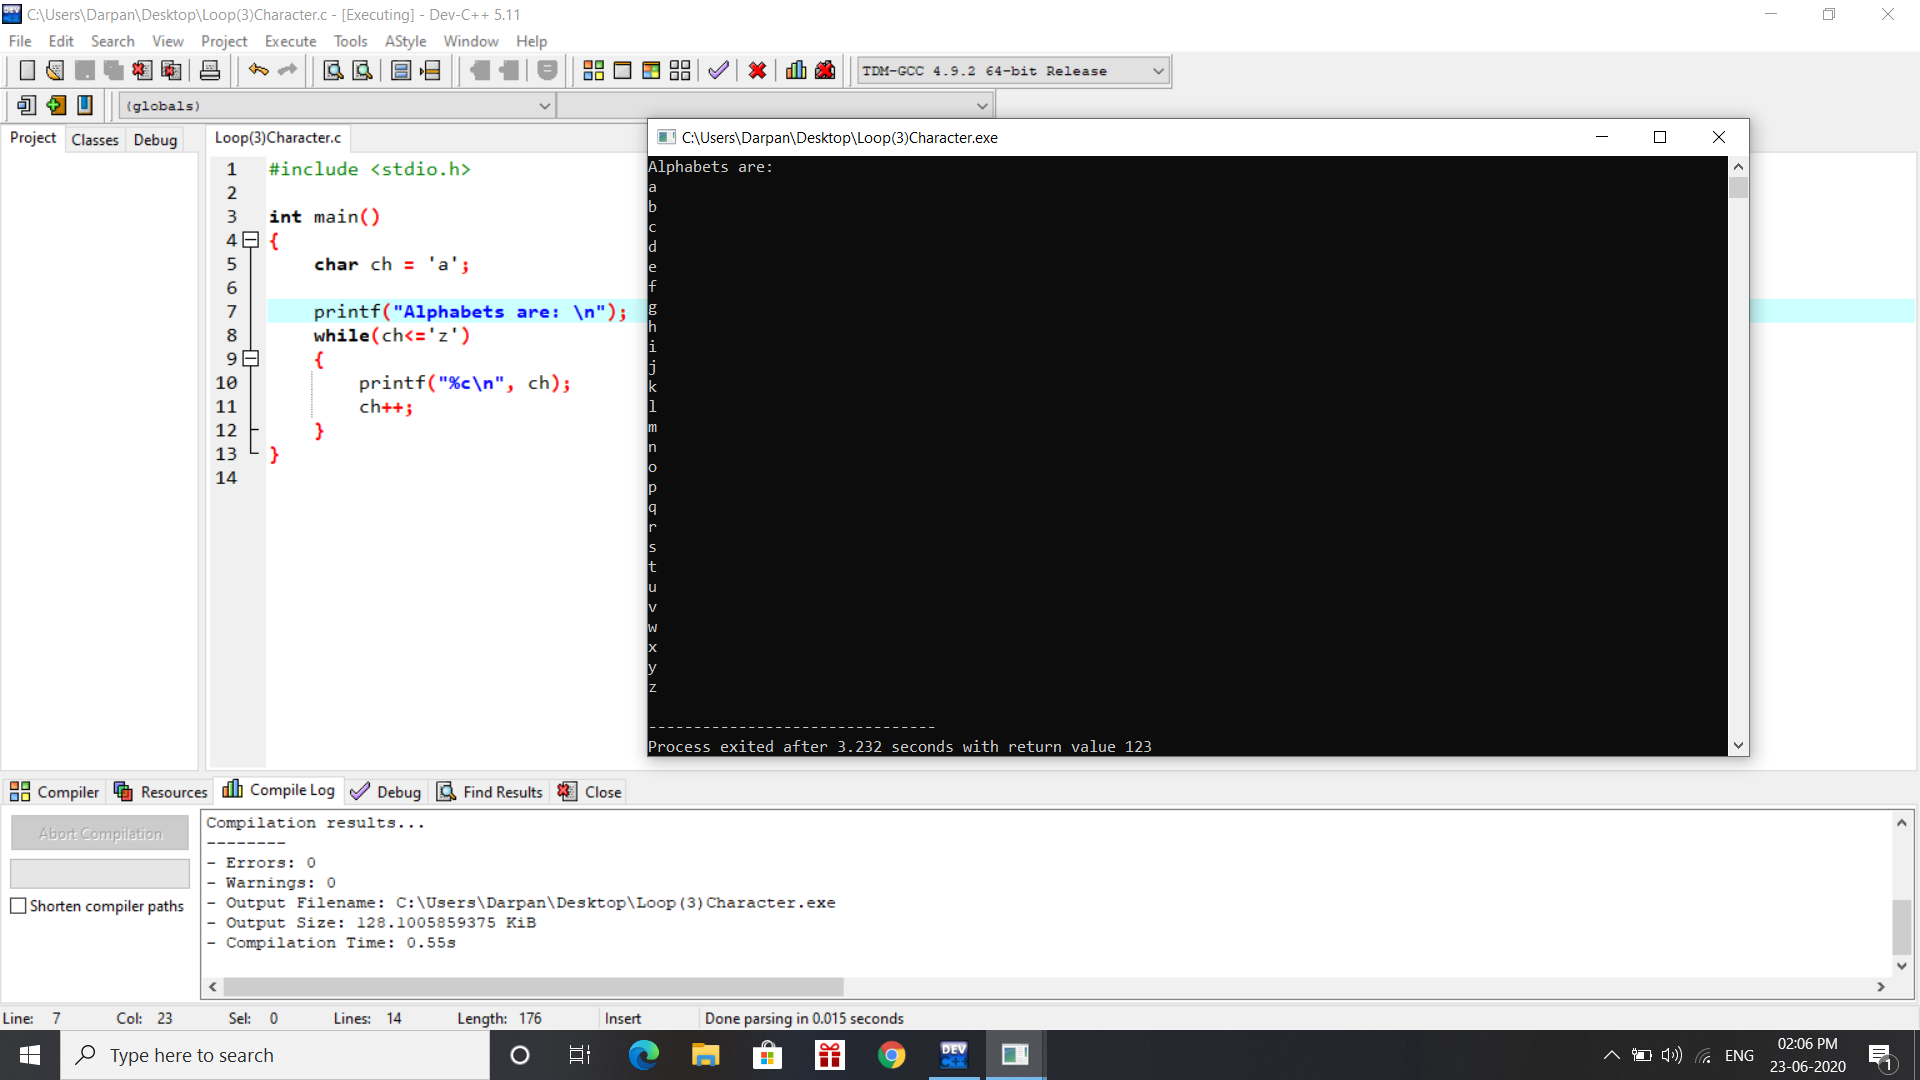 C:\Users\Darpan\Desktop\Loop(3)Character.c - [Executing] - Dev-C++ 5.11
File Edit Search View Project Execute Tools AStyle Window Help
TDM-GCC 4.9.2 64-bit Release
(globals)
Project Classes Debug
Loop(3)Character.c
1 #include <stdio.h>
2
3 int main()
4 {
5 char ch = 'a';
6
7 printf("Alphabets are: \n");
8 while(ch<='z')
9 {
10 printf("%c\n", ch);
11 ch++;
12 }
13 }
14
C:\Users\Darpan\Desktop\Loop(3)Character.exe
Alphabets are:
a
b
c
d
e
f
g
h
i
j
k
l
m
n
o
p
q
r
s
t
u
v
w
x
y
z
--------------------------------
Process exited after 3.232 seconds with return value 123
Compiler Resources Compile Log Debug Find Results Close
Abort Compilation
Shorten compiler paths
Compilation results...
--------
- Errors: 0
- Warnings: 0
- Output Filename: C:\Users\Darpan\Desktop\Loop(3)Character.exe
- Output Size: 128.1005859375 KiB
- Compilation Time: 0.55s
Line: 7 Col: 23 Sel: 0 Lines: 14 Length: 176 Insert Done parsing in 0.015 seconds
Type here to search
DEV C++
ENG
02:06 PM
23-06-2020
1